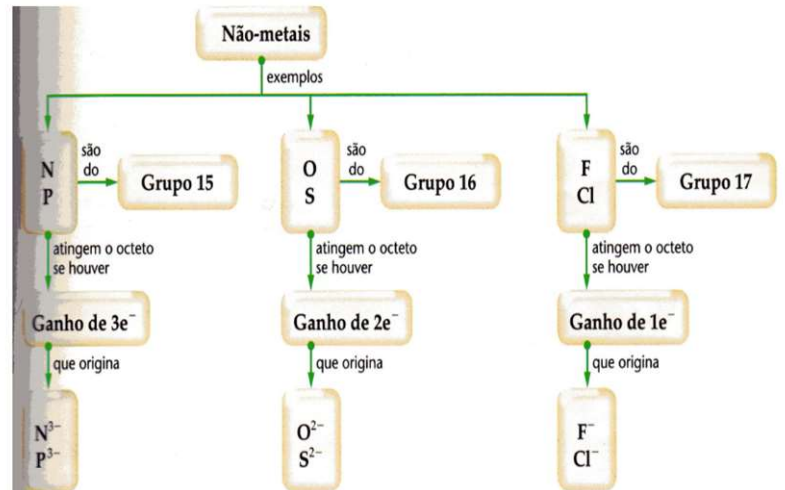 Não-metais
exemplos
N
P
são
do
Grupo 15
O
S
são
do
Grupo 16
F
Cl
são
do
Grupo 17
atingem o octeto
se houver
atingem o octeto
se houver
atingem o octeto
se houver
Ganho de 3e⁻
Ganho de 2e⁻
Ganho de 1e⁻
que origina
que origina
que origina
N³⁻
P³⁻
O²⁻
S²⁻
F⁻
Cl⁻